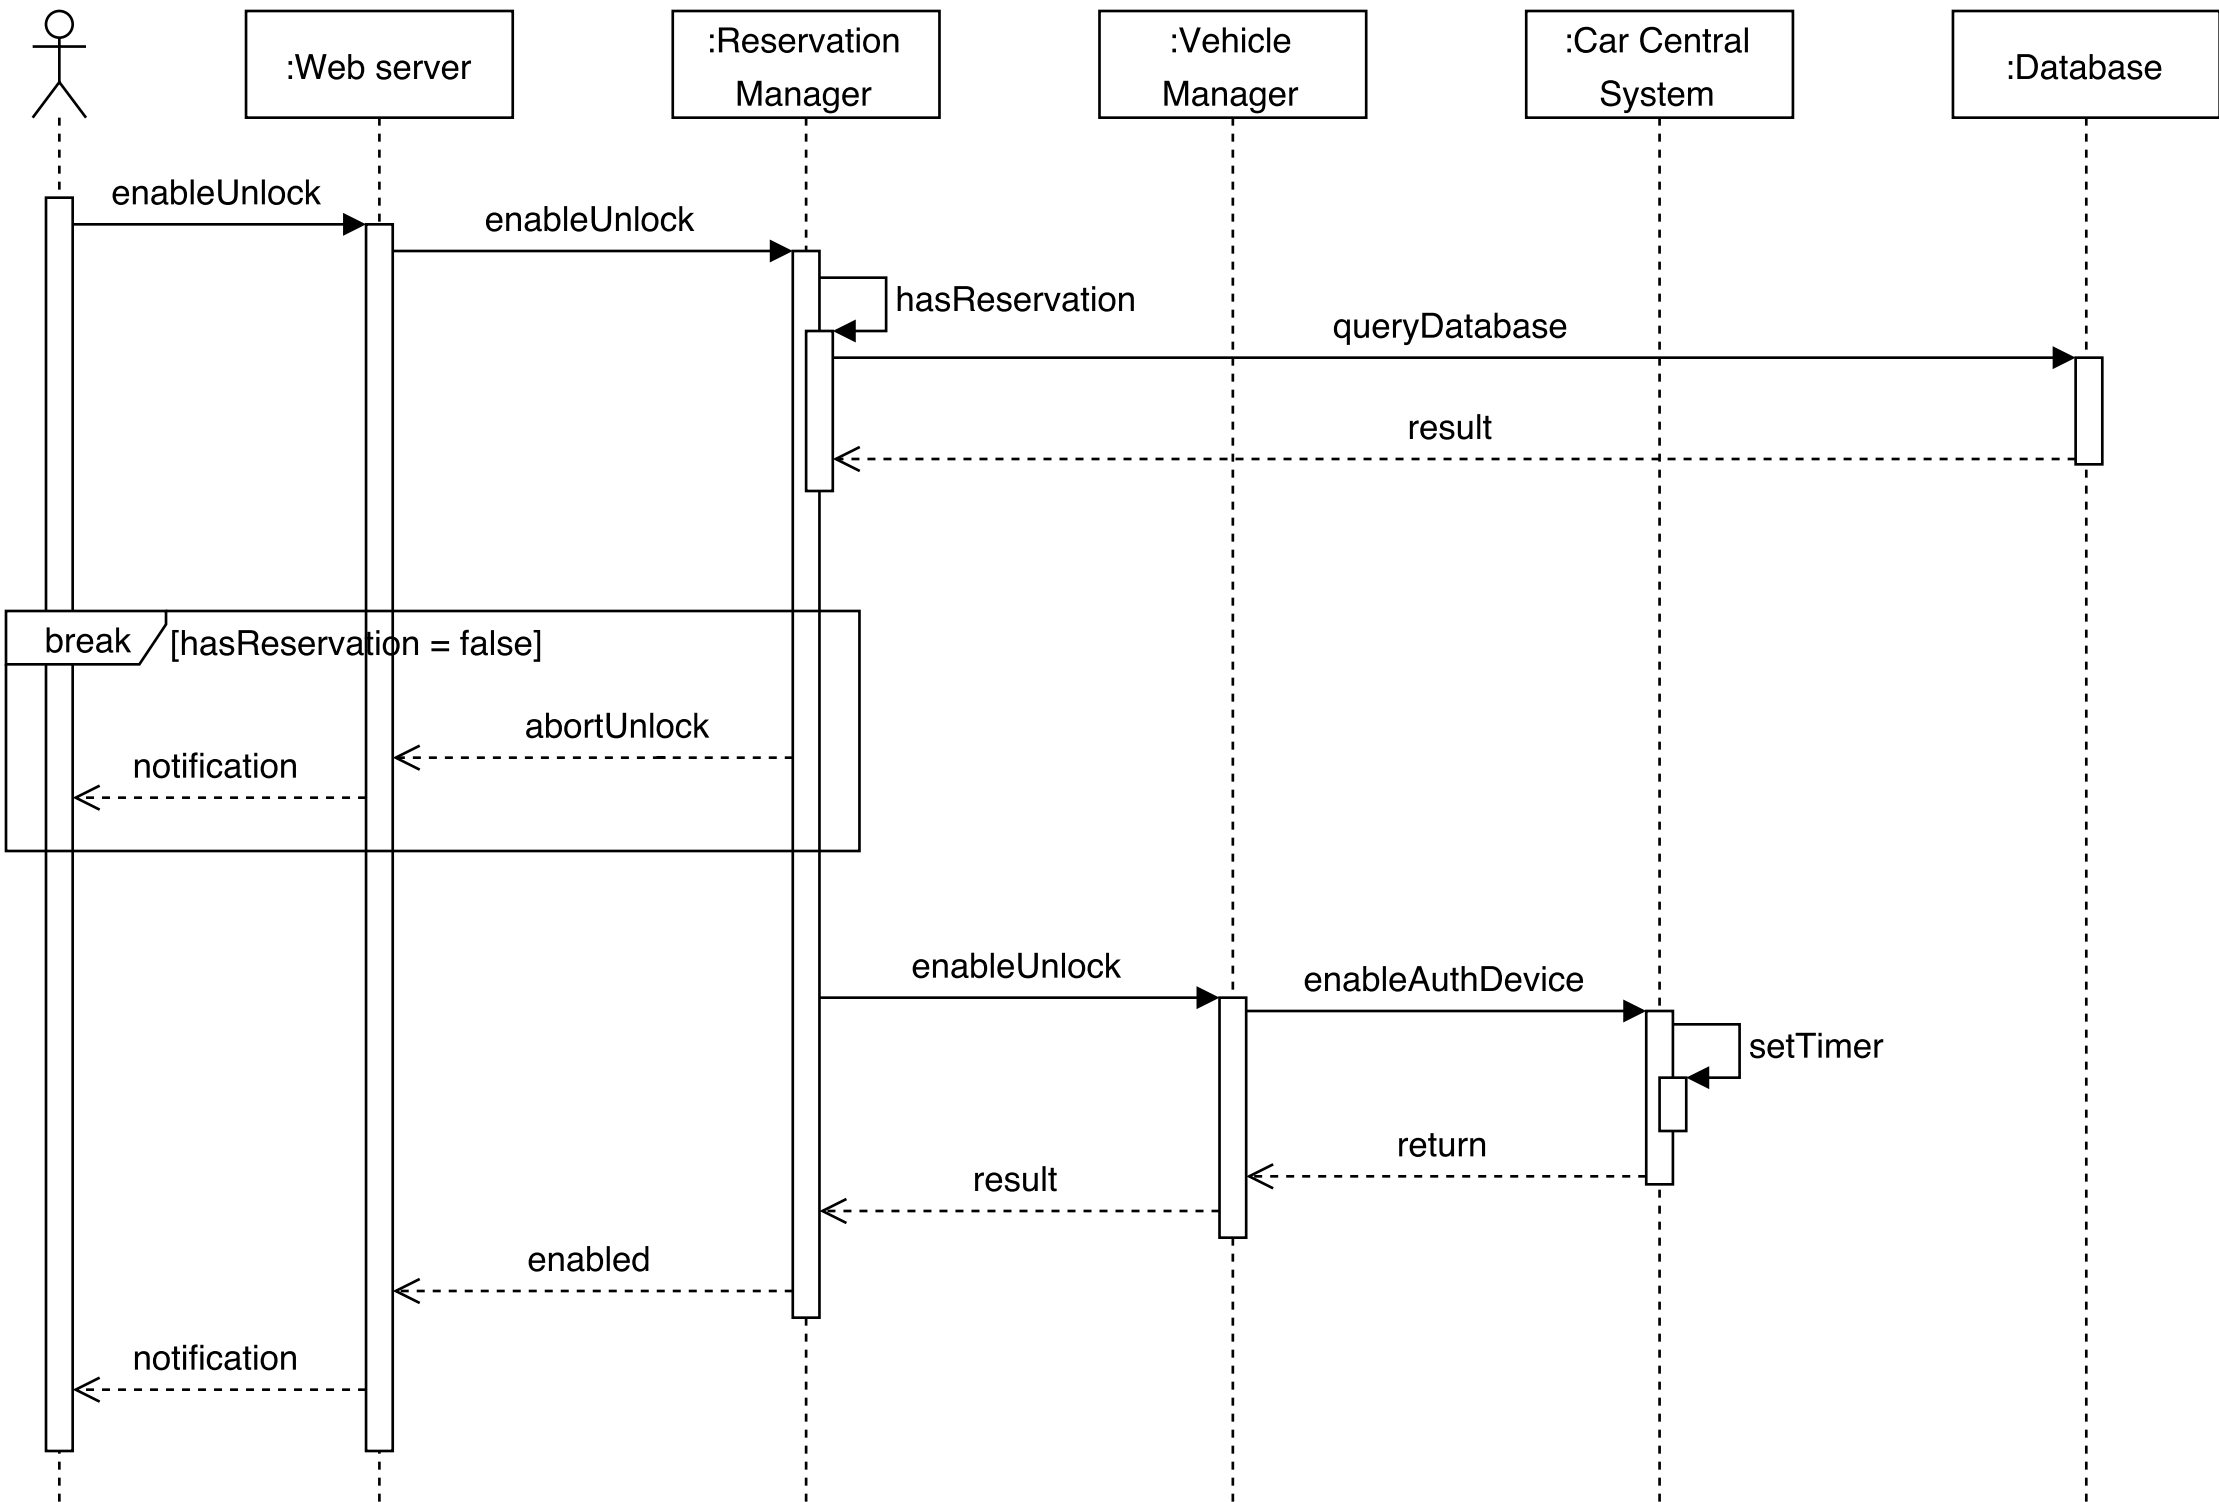 :Web server
:Reservation
Manager
:Vehicle
Manager
:Car Central
System
:Database
enableUnlock
enableUnlock
hasReservation
queryDatabase
result
break
[hasReservation = false]
abortUnlock
notification
enableUnlock
enableAuthDevice
setTimer
return
result
enabled
notification